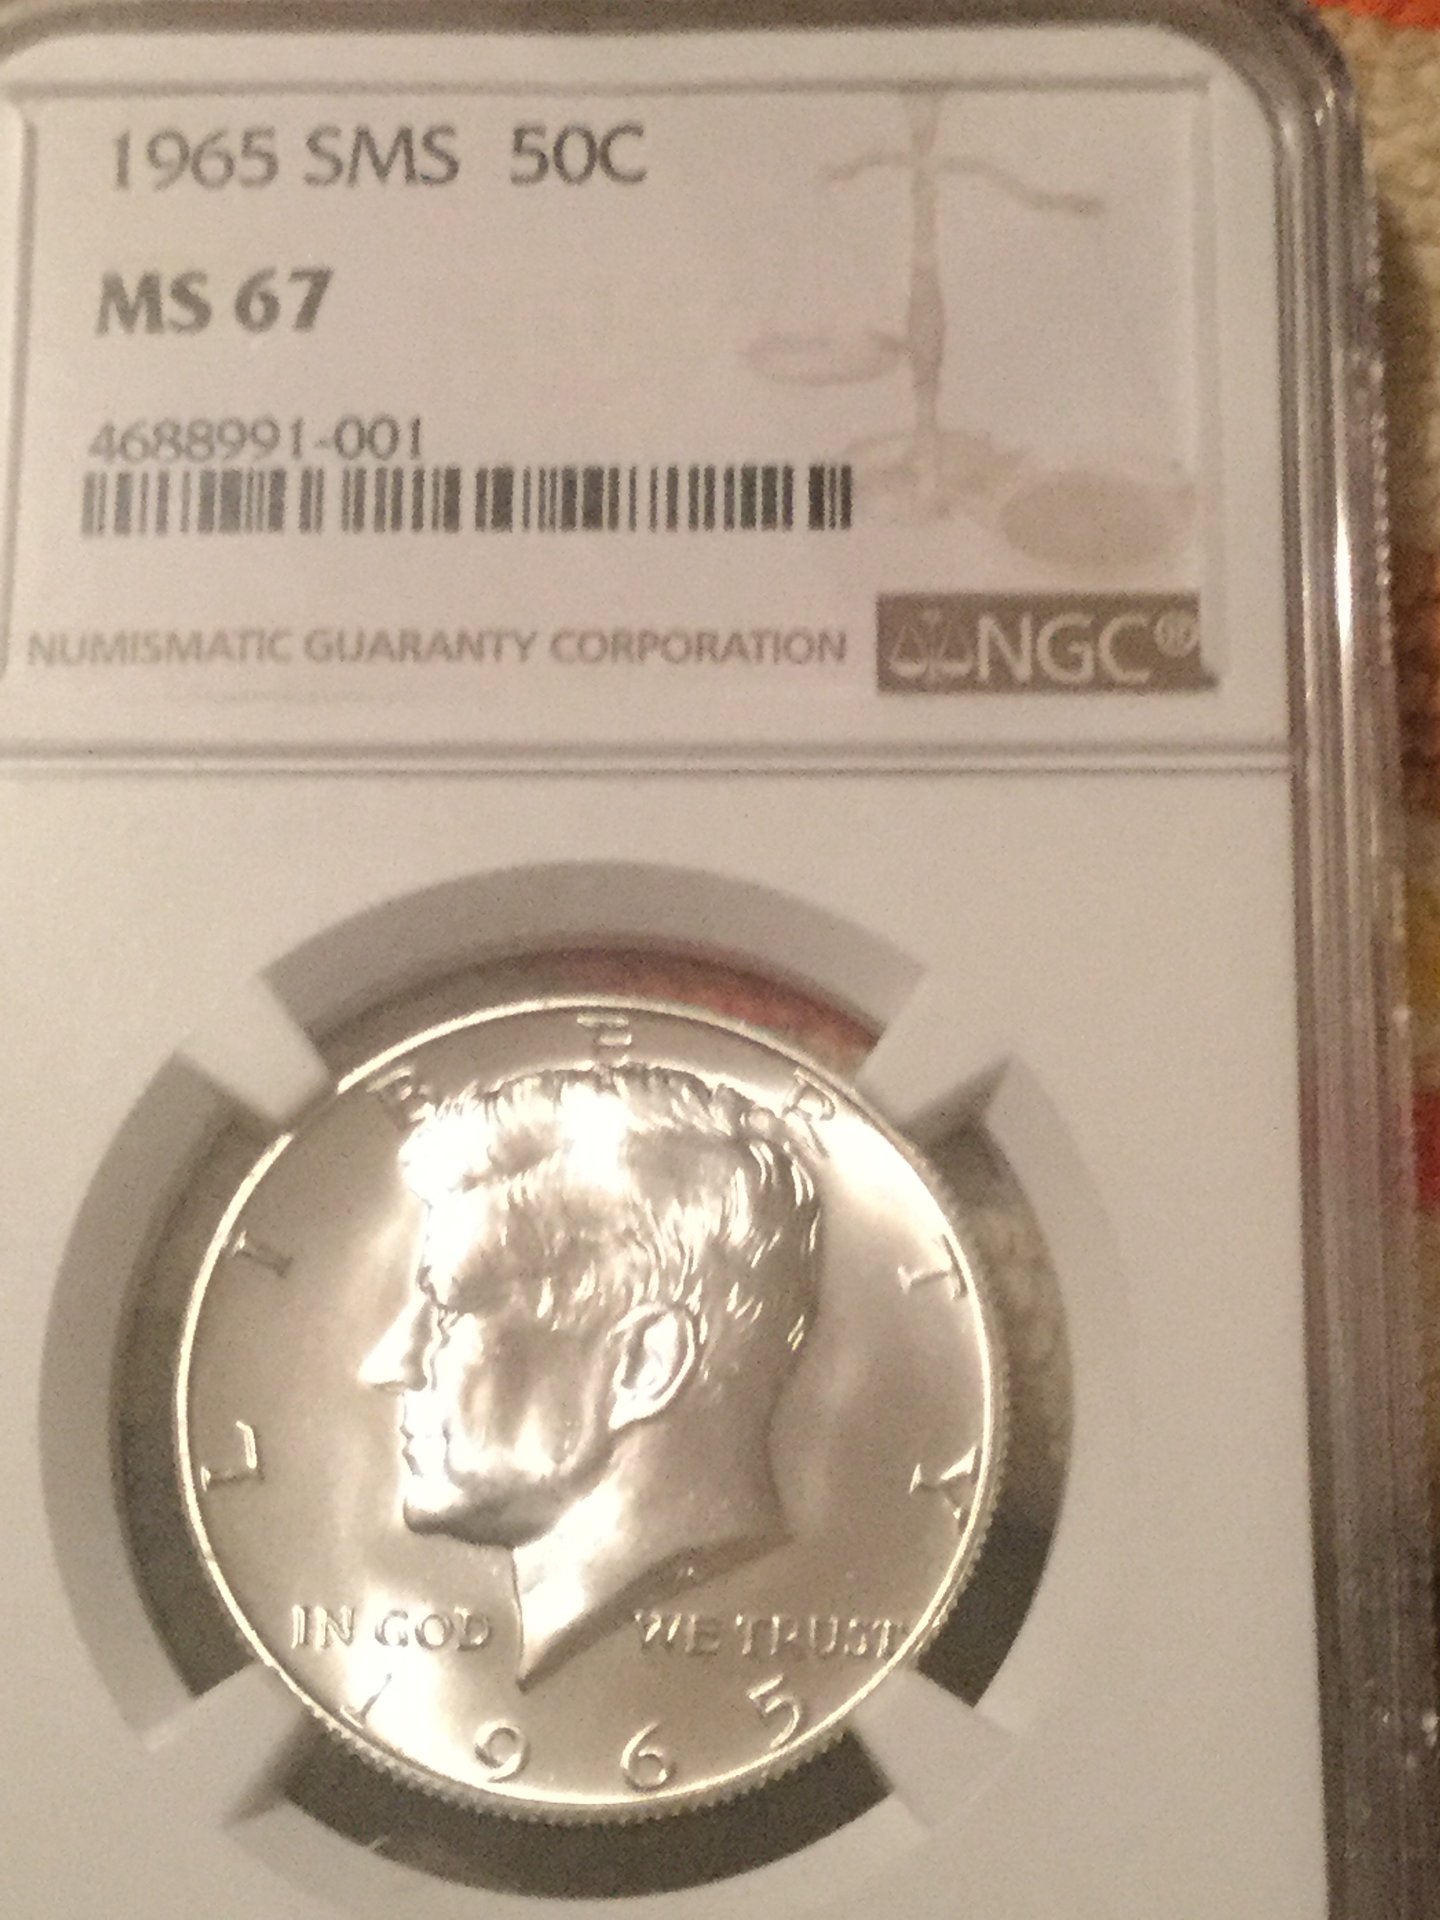 1965 SMS 50C
MS 67
4688991-001
NUMISMATIC GUARANTY CORPORATION NGC®
LIBERTY
IN GOD WE TRUST
1965